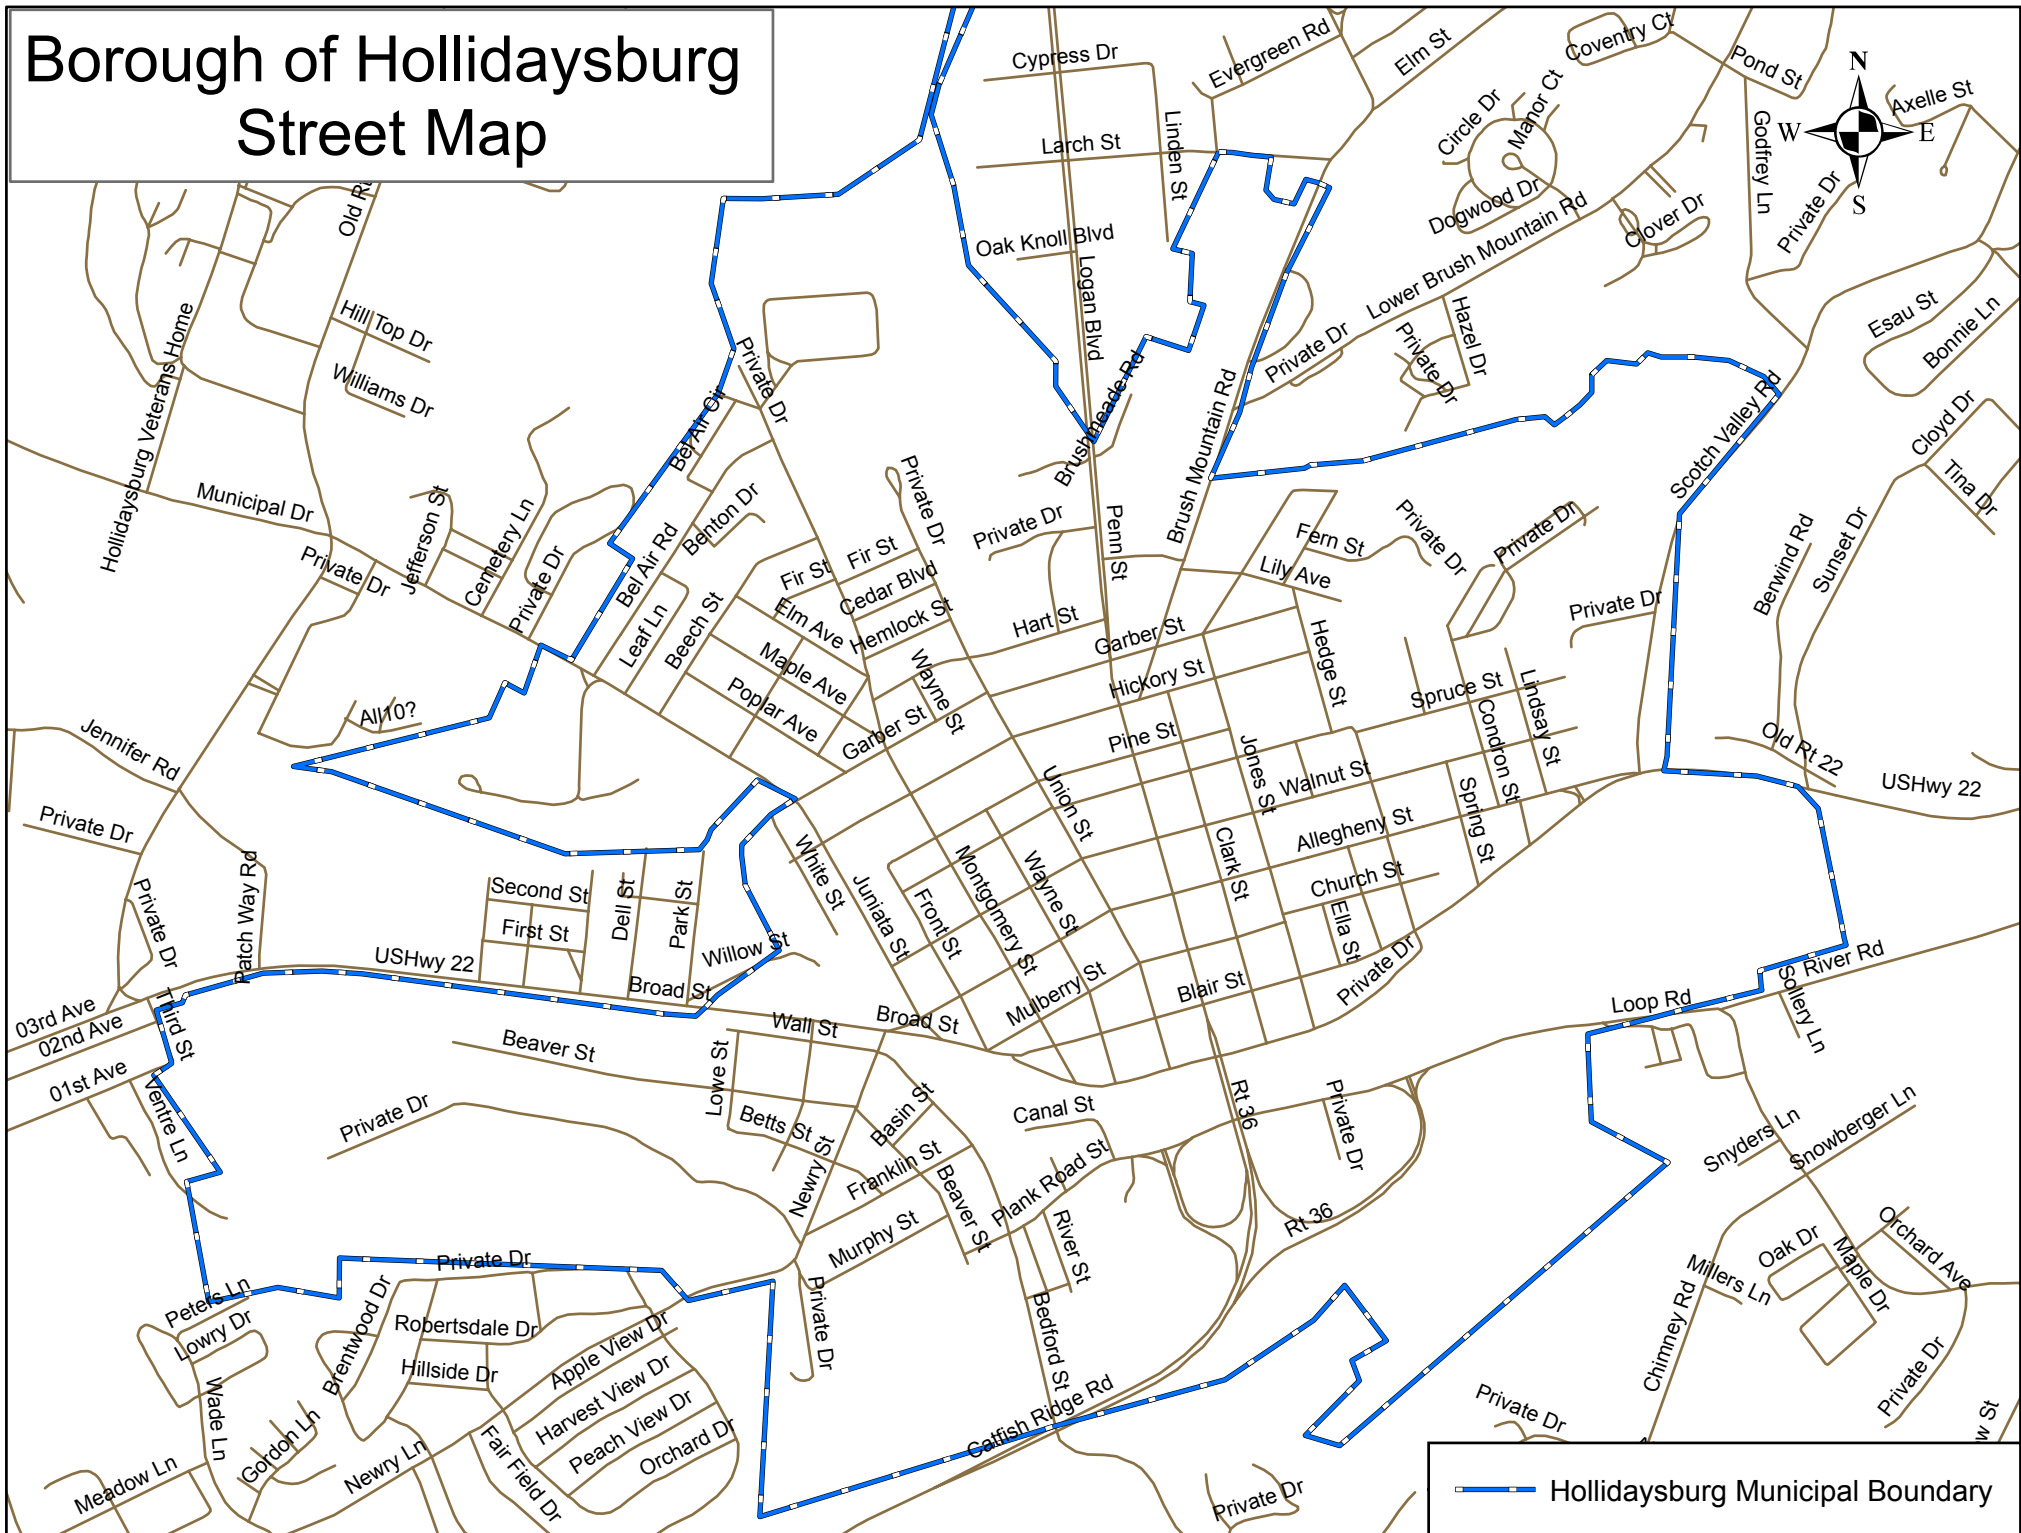 Borough of Hollidaysburg
Street Map
Cypress Dr
Evergreen Rd
Elm St
Coventry Ct
Pond St
N
W
E
S
Axelle St
Larch St
Linden St
Circle Dr
Manor Ct
Godfrey Ln
Private Dr
Old Rt
Oak Knoll Blvd
Logan Blvd
Dogwood Dr
Lower Brush Mountain Rd
Clover Dr
Hill Top Dr
Williams Dr
Hollidaysburg Veterans Home
Private Dr
Bel Air Cir
Brushmeade Rd
Brush Mountain Rd
Private Dr
Private Dr
Hazel Dr
Esau St
Bonnie Ln
Scotch Valley Rd
Cloyd Dr
Tina Dr
Municipal Dr
Private Dr
Jefferson St
Cemetery Ln
Private Dr
Bel Air Rd
Benton Dr
Private Dr
Private Dr
Penn St
Fern St
Private Dr
Private Dr
Berwind Rd
Sunset Dr
Fir St
Fir St
Cedar Blvd
Hemlock St
Elm Ave
Maple Ave
Poplar Ave
Leaf Ln
Beech St
Lily Ave
Private Dr
Hart St
Garber St
Hickory St
Hedge St
Wayne St
Garber St
All10?
Jennifer Rd
Private Dr
Pine St
Jones St
Walnut St
Spruce St
Condron St
Lindsay St
Old Rt 22
USHwy 22
Union St
Allegheny St
Spring St
Patch Way Rd
Private Dr
Second St
First St
Dell St
Park St
White St
Juniata St
Front St
Montgomery St
Wayne St
Clark St
Church St
Ella St
Willow St
USHwy 22
Broad St
Broad St
Mulberry St
Blair St
Private Dr
River Rd
Loop Rd
Sollery Ln
03rd Ave
02nd Ave
01st Ave
Third St
Ventre Ln
Beaver St
Wall St
Lowe St
Betts St
Newry St
Basin St
Franklin St
Beaver St
Murphy St
Canal St
Plank Road St
River St
Rt 36
Private Dr
Rt 36
Private Dr
Snyders Ln
Snowberger Ln
Oak Dr
Maple Dr
Orchard Ave
Millers Ln
Chimney Rd
Private Dr
Private Dr
Peters Ln
Lowry Dr
Wade Ln
Brentwood Dr
Robertsdale Dr
Hillside Dr
Apple View Dr
Harvest View Dr
Peach View Dr
Orchard Dr
Private Dr
Bedford St
Catfish Ridge Rd
Gordon Ln
Meadow Ln
Newry Ln
Fair Field Dr
Private Dr
Private Dr
w St
Hollidaysburg Municipal Boundary